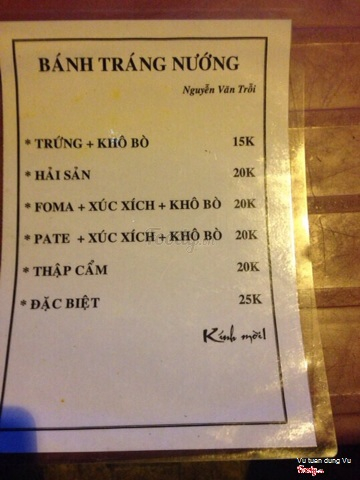 BÁNH TRÁNG NƯỚNG
Nguyễn Văn Trỗi
* TRỨNG + KHÔ BÒ 15K
* HẢI SẢN 20K
* FOMA + XÚC XÍCH + KHÔ BÒ 20K
* PATE + XÚC XÍCH + KHÔ BÒ 20K
* THẬP CẨM 20K
* ĐẶC BIỆT 25K
Kính mời!
Vu tuan dung Vu
Foody.vn